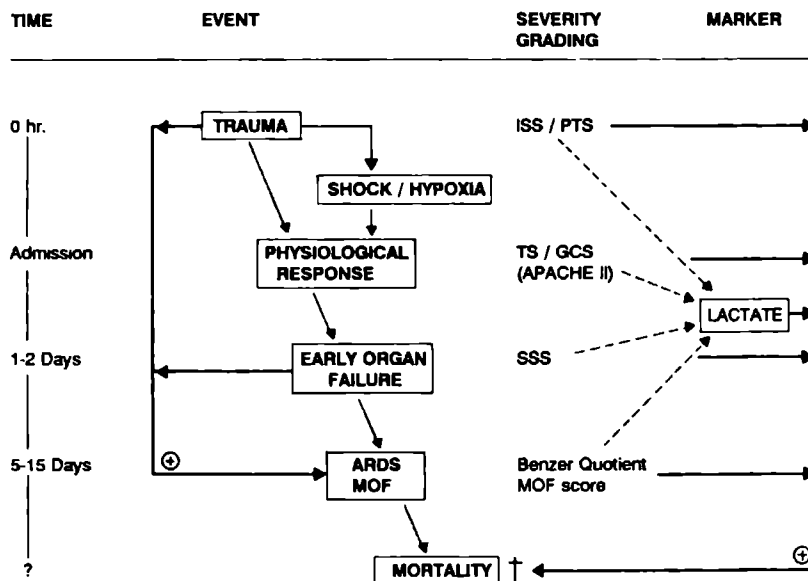 TIME EVENT SEVERITY GRADING MARKER
0 hr. TRAUMA ISS / PTS
SHOCK / HYPOXIA
Admission PHYSIOLOGICAL RESPONSE TS / GCS (APACHE II)
LACTATE
1-2 Days EARLY ORGAN FAILURE SSS
5-15 Days + ARDS MOF Benzer Quotient MOF score
+
? MORTALITY †